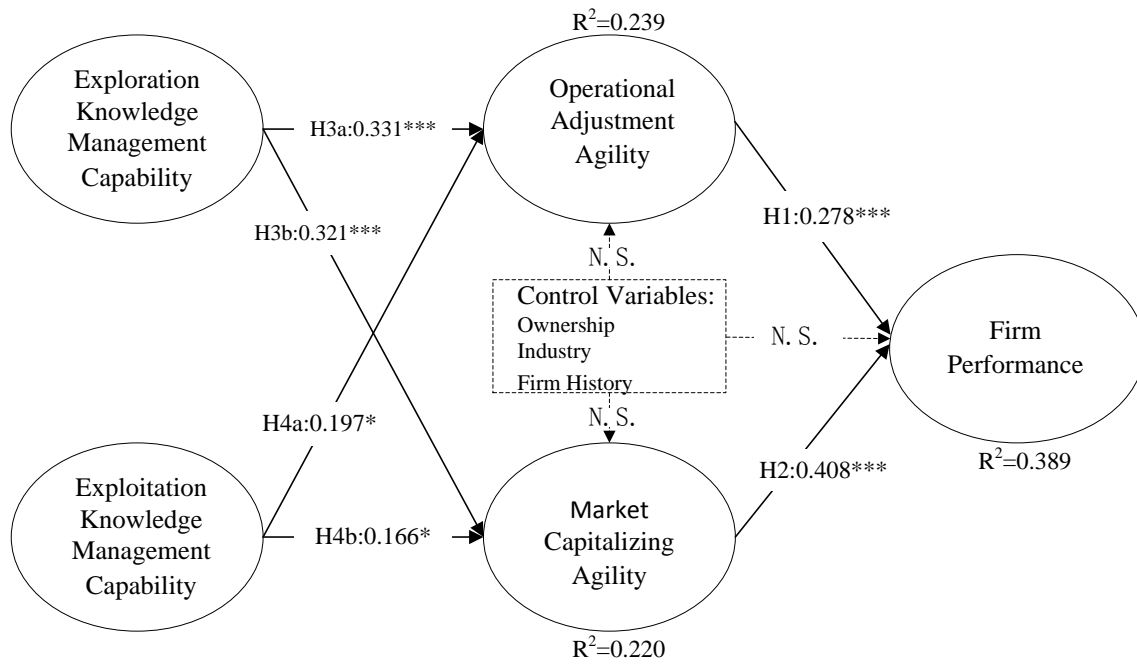 R²=0.239
Exploration
Knowledge
Management
Capability
H3a:0.331***
Operational
Adjustment
Agility
H3b:0.321***
H1:0.278***
N.S.
Control Variables:
Ownership
Industry
Firm History
N.S.
Firm
Performance
R²=0.389
N.S.
H4a:0.197*
Exploitation
Knowledge
Management
Capability
H4b:0.166*
Market
Capitalizing
Agility
H2:0.408***
R²=0.220